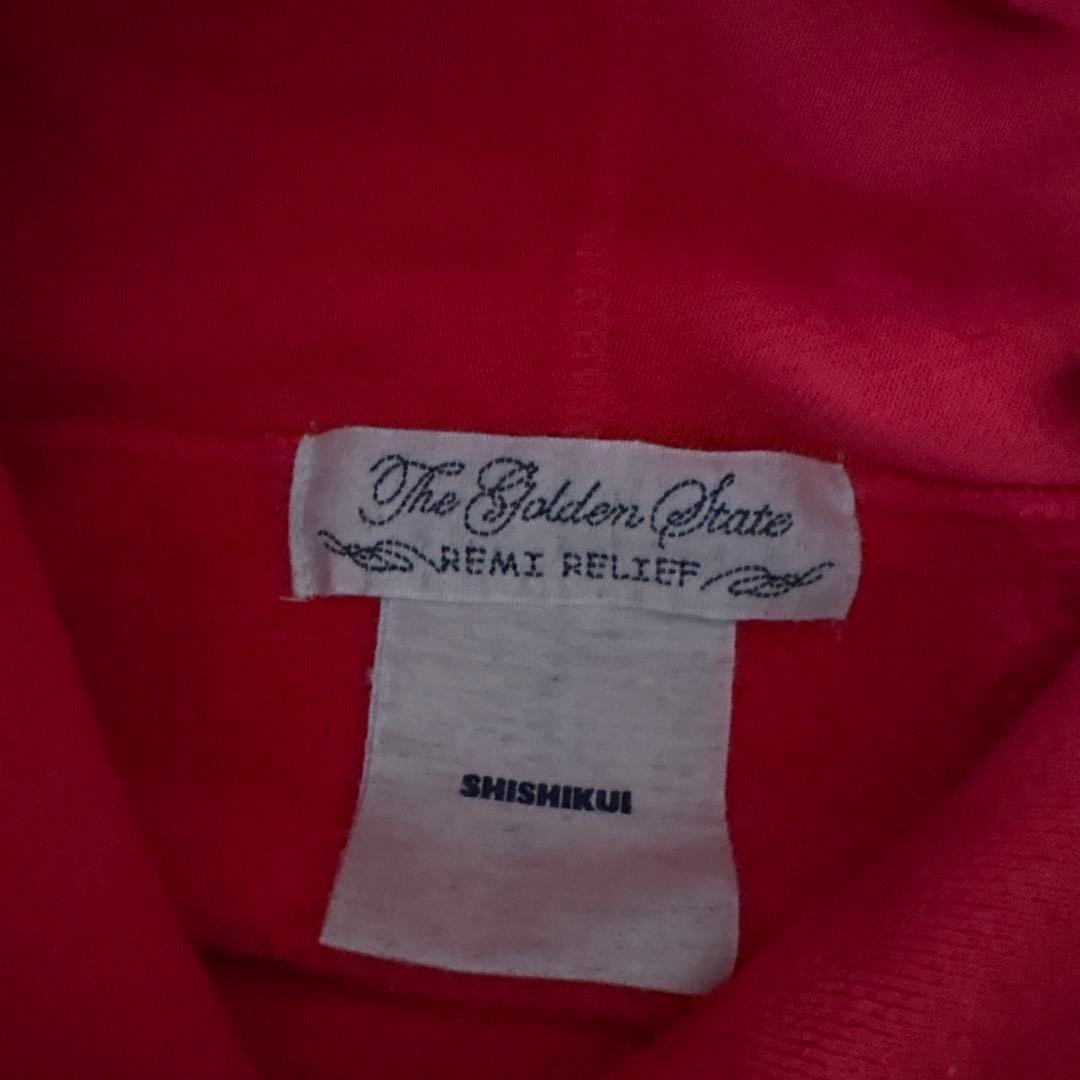 The Golden State
REMI RELIEF
SHISHIKUI